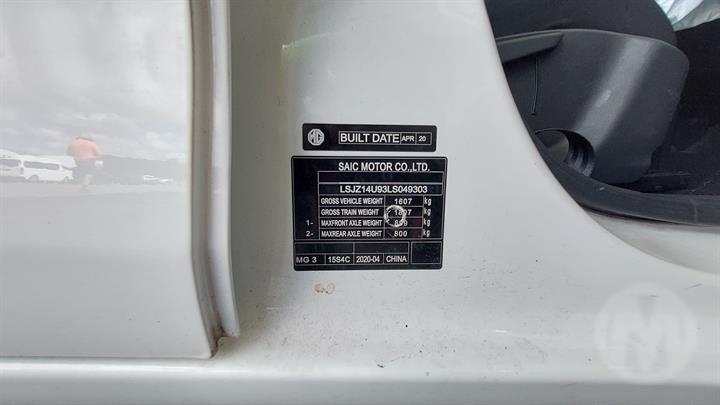 MG BUILT DATE APR 20
SAIC MOTOR CO.,LTD.
LSJZ14U93LS049303
GROSS VEHICLE WEIGHT 1607 kg
GROSS TRAIN WEIGHT kg
1- MAXFRONT AXLE WEIGHT kg
2- MAXREAR AXLE WEIGHT 800 kg
MG 3 15S4C 2020-04 CHINA
M